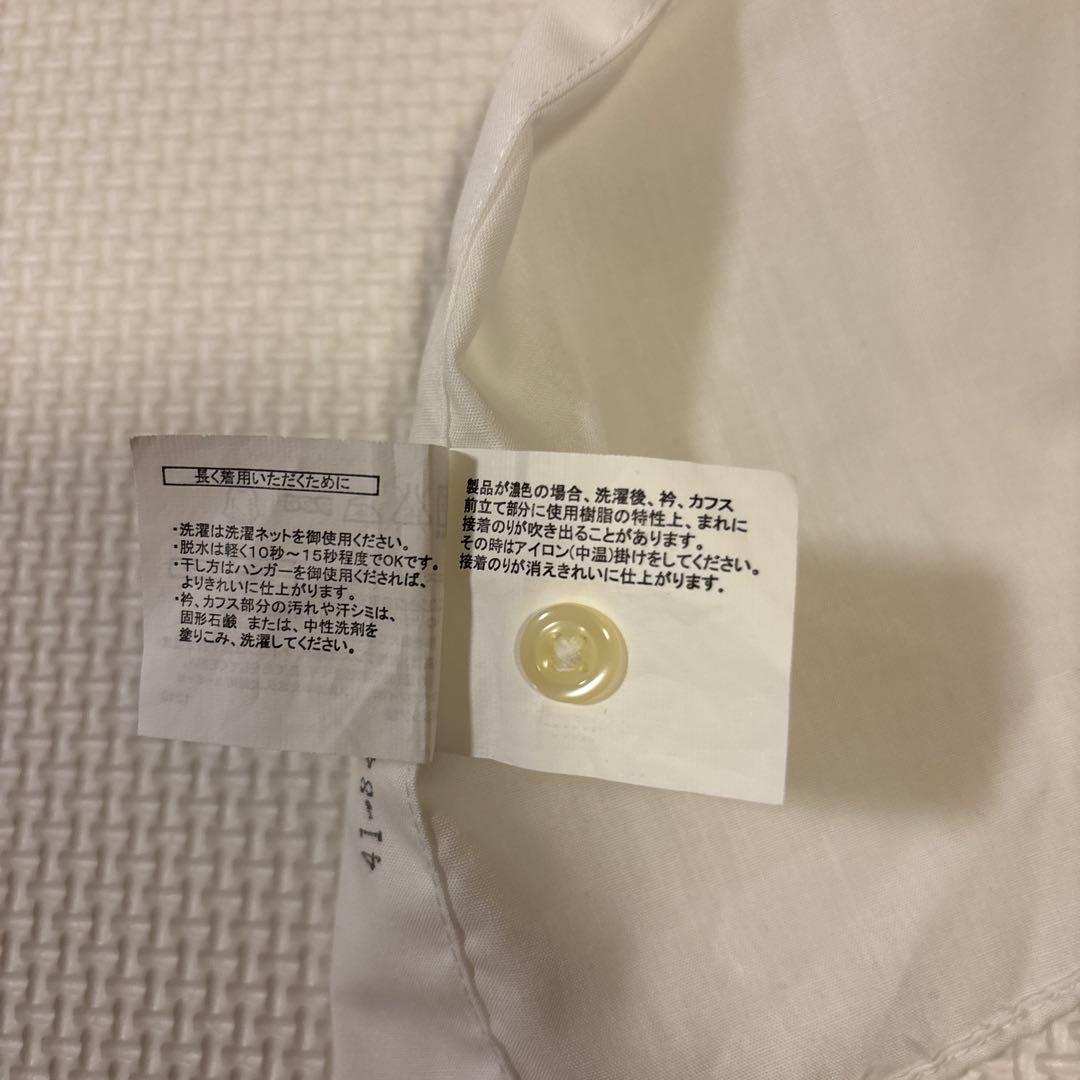 長く着用いただくために
・洗濯は洗濯ネットを御使用ください。
・脱水は軽く10秒～15秒程度でOKです。
・干し方はハンガーを御使用くだされば、
よりきれいに仕上がります。
・衿、カフス部分の汚れや汗シミは、
固形石鹸 または、中性洗剤を
塗りこみ、洗濯してください。
製品が濃色の場合、洗濯後、衿、カフス
前立て部分に使用樹脂の特性上、まれに
接着のりが吹き出ることがあります。
その時はアイロン(中温)掛けをしてください。
接着のりが消えきれいに仕上がります。
41-8